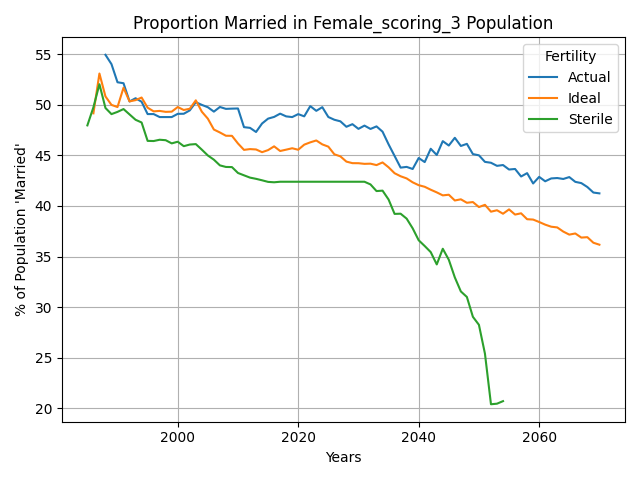 Proportion Married in Female_scoring_3 Population
% of Population 'Married'
55
50
45
40
35
30
25
20
Fertility
Actual
Ideal
Sterile
2000
2020
2040
2060
Years